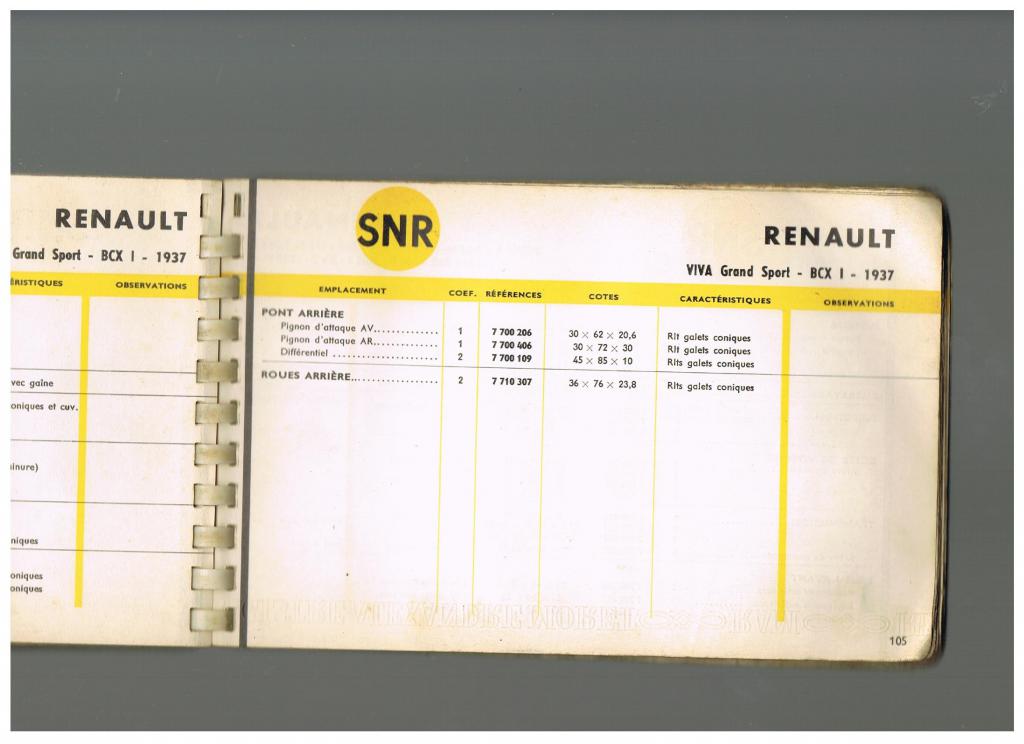 RENAULT
Grand Sport - BCX I - 1937
ÉRISTIQUES OBSERVATIONS
vec gaîne
oniques et cuv.
inure)
niques
oniques
oniques
SNR
RENAULT
VIVA Grand Sport - BCX I - 1937
EMPLACEMENT COEF. RÉFÉRENCES COTES CARACTÉRISTIQUES OBSERVATIONS
PONT ARRIÈRE
Pignon d'attaque AV............... 1 7 700 206 30 × 62 × 20,6 Rlt galets coniques
Pignon d'attaque AR............... 1 7 700 406 30 × 72 × 30 Rlt galets coniques
Différentiel ........................ 2 7 700 109 45 × 85 × 10 Rlts galets coniques
ROUES ARRIÈRE................... 2 7 710 307 36 × 76 × 23,8 Rlts galets coniques
105